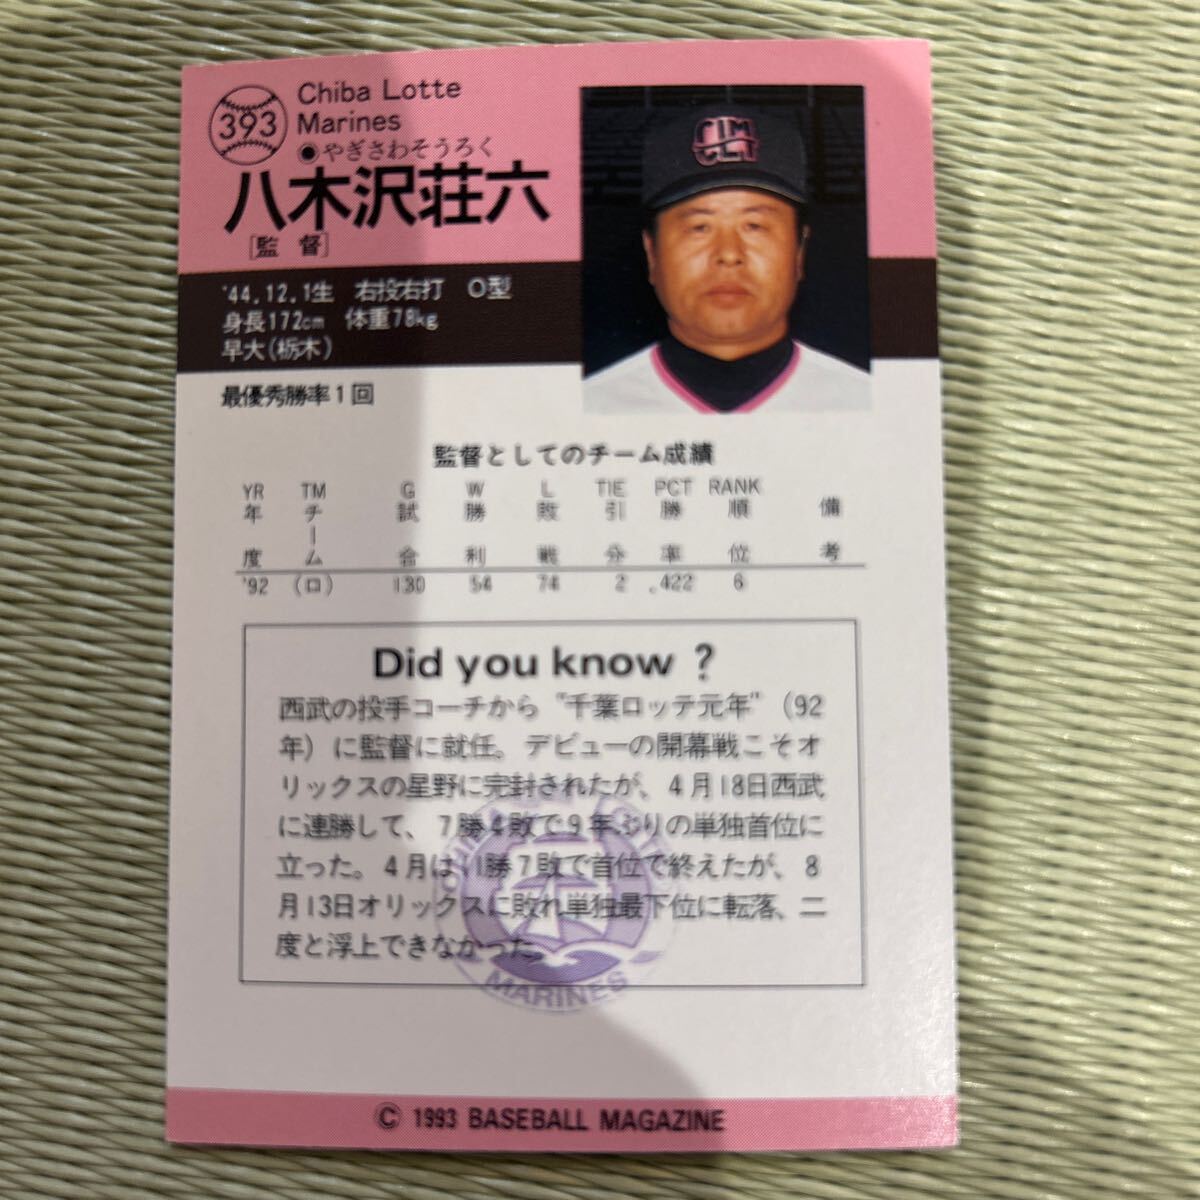 393
Chiba Lotte
Marines
●やぎさわそうろく
八木沢荘六
[監 督]
'44.12.1生 右投右打 O型
身長172cm 体重78kg
早大(栃木)
最優秀勝率1回
監督としてのチーム成績
YR TM G W L TIE PCT RANK
年度 チーム 試合 勝利 敗戦 引分 勝率 順位 備考
'92 (ロ) 130 54 74 2 .422 6
Did you know ?
西武の投手コーチから“千葉ロッテ元年”(92
年)に監督に就任。デビューの開幕戦こそオ
リックスの星野に完封されたが、4月18日西武
に連勝して、7勝4敗で9年ぶりの単独首位に
立った。4月は11勝7敗で首位で終えたが、8
月13日オリックスに敗れ単独最下位に転落、二
度と浮上できなかった。
CHIBA LOTTE
MARINES
© 1993 BASEBALL MAGAZINE